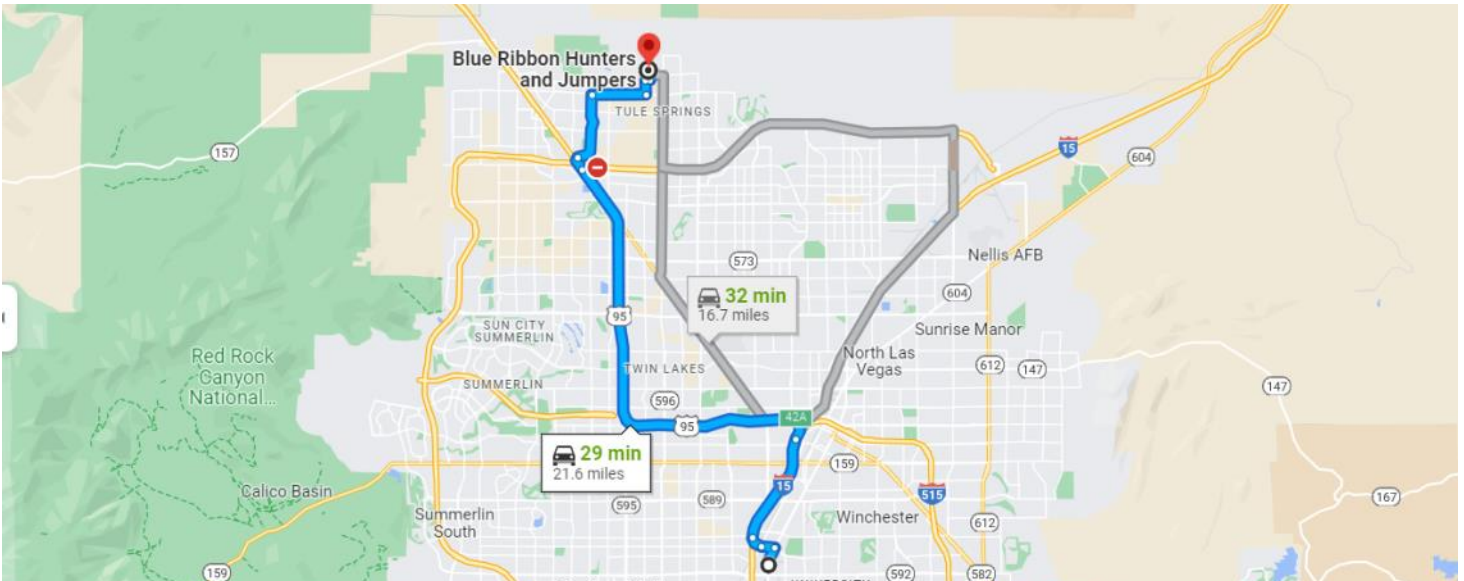 Blue Ribbon Hunters
and Jumpers
TULE SPRINGS
157
15
604
573
Nellis AFB
32 min
16.7 miles
604
95
SUN CITY
SUMMERLIN
Sunrise Manor
Red Rock
Canyon
National...
North Las
Vegas
TWIN LAKES
612
147
SUMMERLIN
147
596
42A
95
29 min
21.6 miles
159
15
515
Calico Basin
595
589
167
Summerlin
South
Winchester
612
159
592
582